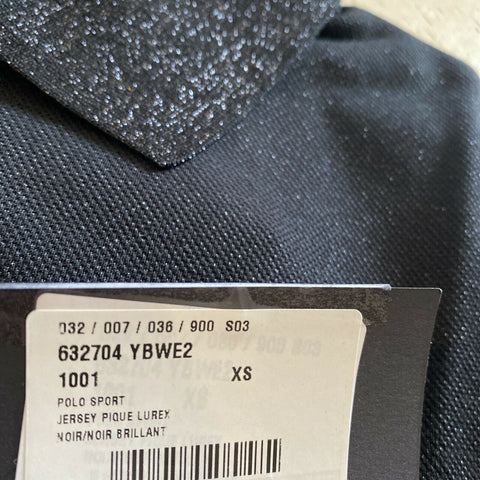 032 / 007 / 036 / 900 S03
632704 YBWE2
1001 XS
POLO SPORT
JERSEY PIQUE LUREX
NOIR/NOIR BRILLANT